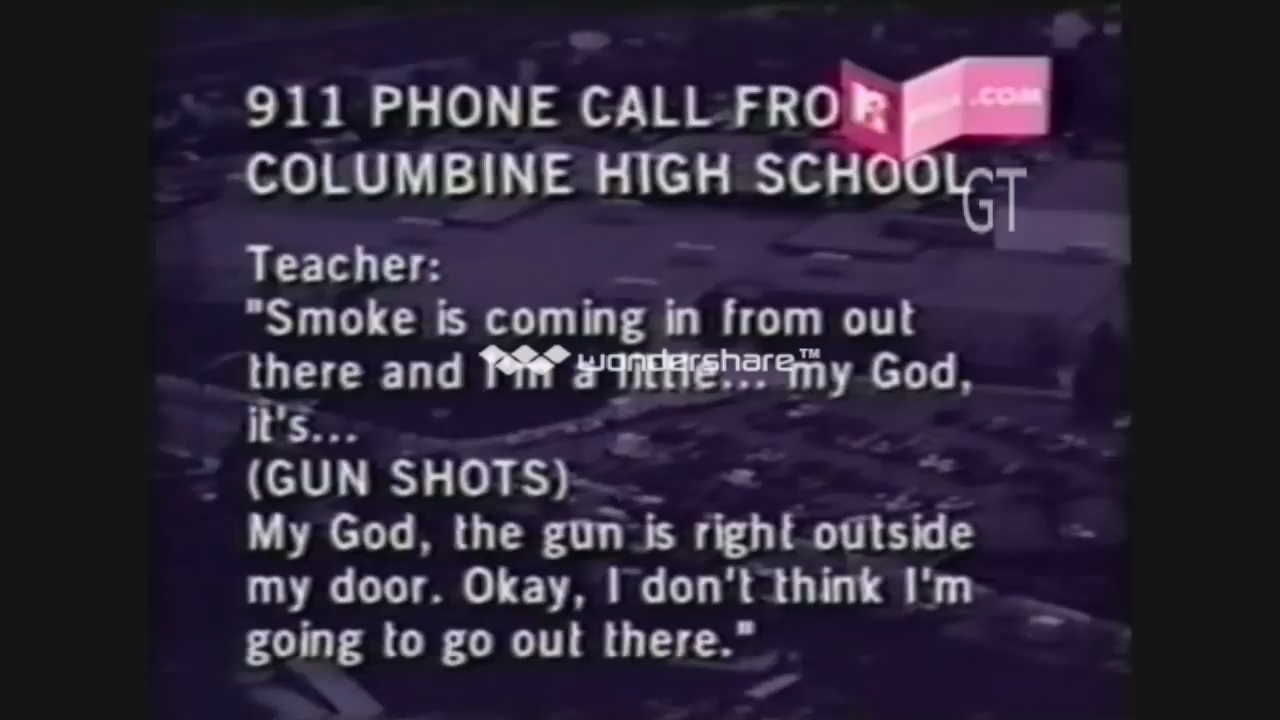 911 PHONE CALL FRO
COLUMBINE HIGH SCHOOL
.COM
GT
Teacher:
"Smoke is coming in from out
there and I'm a little... my God,
wondershare™
it's...
(GUN SHOTS)
My God, the gun is right outside
my door. Okay, I don't think I'm
going to go out there."